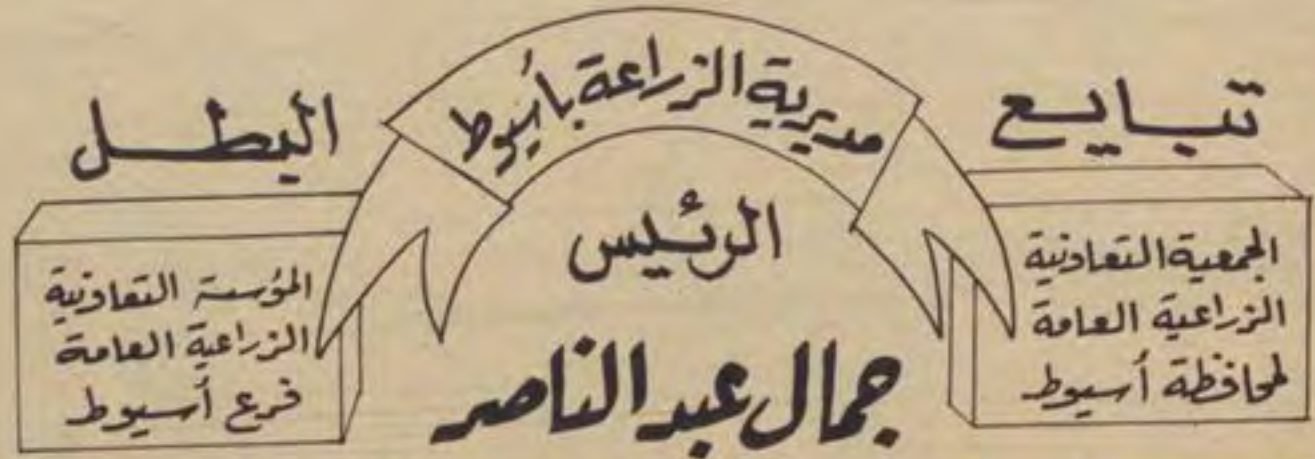 مديرية الزراعة بأسيوط
تبايع
البطل
الرئيس
جمال عبد الناصر
الجمعية التعاونية
الزراعية العامة
لمحافظة أسيوط
المؤسسة التعاونية
الزراعية العامة
فرع أسيوط